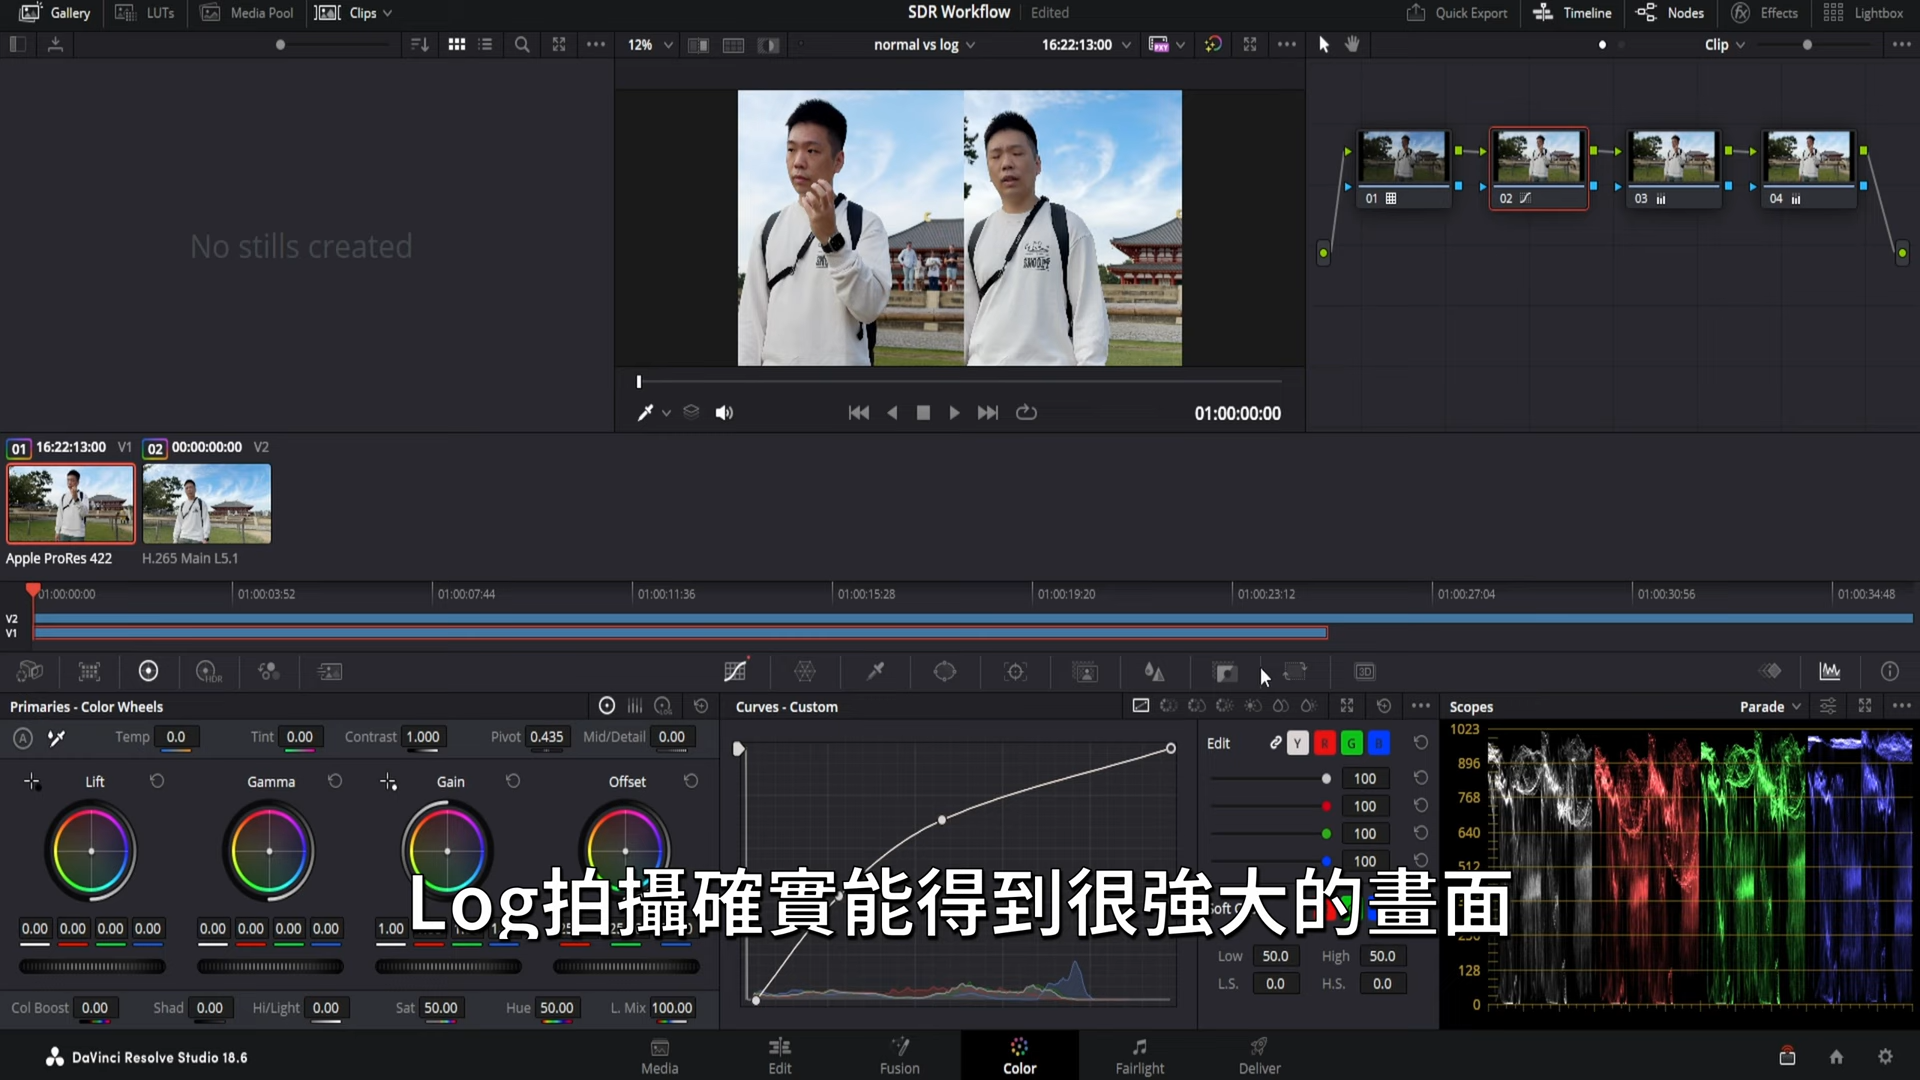 Gallery LUTs Media Pool Clips SDR Workflow Edited Quick Export Timeline Nodes Effects Lightbox
12% normal vs log 16:22:13:00 Clip
No stills created
01 02 03 04
01:00:00:00
01 16:22:13:00 V1 02 00:00:00:00 V2
Apple ProRes 422 H.265 Main L5.1
01:00:00:00 01:00:03:52 01:00:07:44 01:00:11:36 01:00:15:28 01:00:19:20 01:00:23:12 01:00:27:04 01:00:30:56 01:00:34:48
V2
V1
HDR 3D
Primaries - Color Wheels Curves - Custom Scopes Parade
A Temp 0.0 Tint 0.00 Contrast 1.000 Pivot 0.435 Mid/Detail 0.00
Lift Gamma Gain Offset
Edit Y R G B
100
100
100
100
1023
896
768
640
512
128
0
Log拍攝確實能得到很強大的畫面
0.00 0.00 0.00 0.00 0.00 0.00 0.00 0.00 1.00
Low 50.0 High 50.0
L.S. 0.0 H.S. 0.0
Col Boost 0.00 Shad 0.00 Hi/Light 0.00 Sat 50.00 Hue 50.00 L. Mix 100.00
DaVinci Resolve Studio 18.6
Media Edit Fusion Color Fairlight Deliver